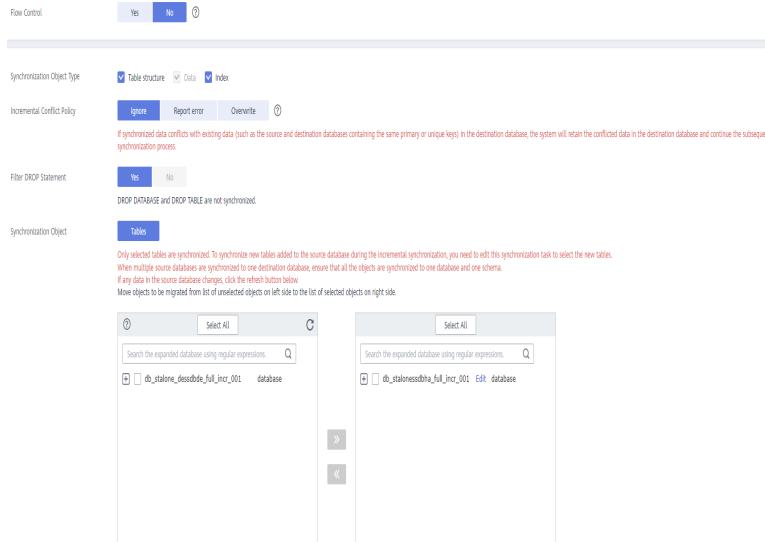 Flow Control Yes No
Synchronization Object Type Table structure Data Index
Incremental Conflict Policy Ignore Report error Overwrite
If synchronized data conflicts with existing data (such as the source and destination databases containing the same primary or unique keys) in the destination database, the system will retain the conflicted data in the destination database and continue the subseque
synchronization process.
Filter DROP Statement Yes No
DROP DATABASE and DROP TABLE are not synchronized.
Synchronization Object Tables
Only selected tables are synchronized. To synchronize new tables added to the source database during the incremental synchronization, you need to edit this synchronization task to select the new tables.
When multiple source databases are synchronized to one destination database, ensure that all the objects are synchronized to one database and one schema.
If any data in the source database changes, click the refresh button below.
Move objects to be migrated from list of unselected objects on left side to the list of selected objects on right side.
Select All Select All
Search the expanded database using regular expressions. Search the expanded database using regular expressions.
db_stalone_dessdbde_full_incr_001 database db_stalonessdbha_full_incr_001 Edit database